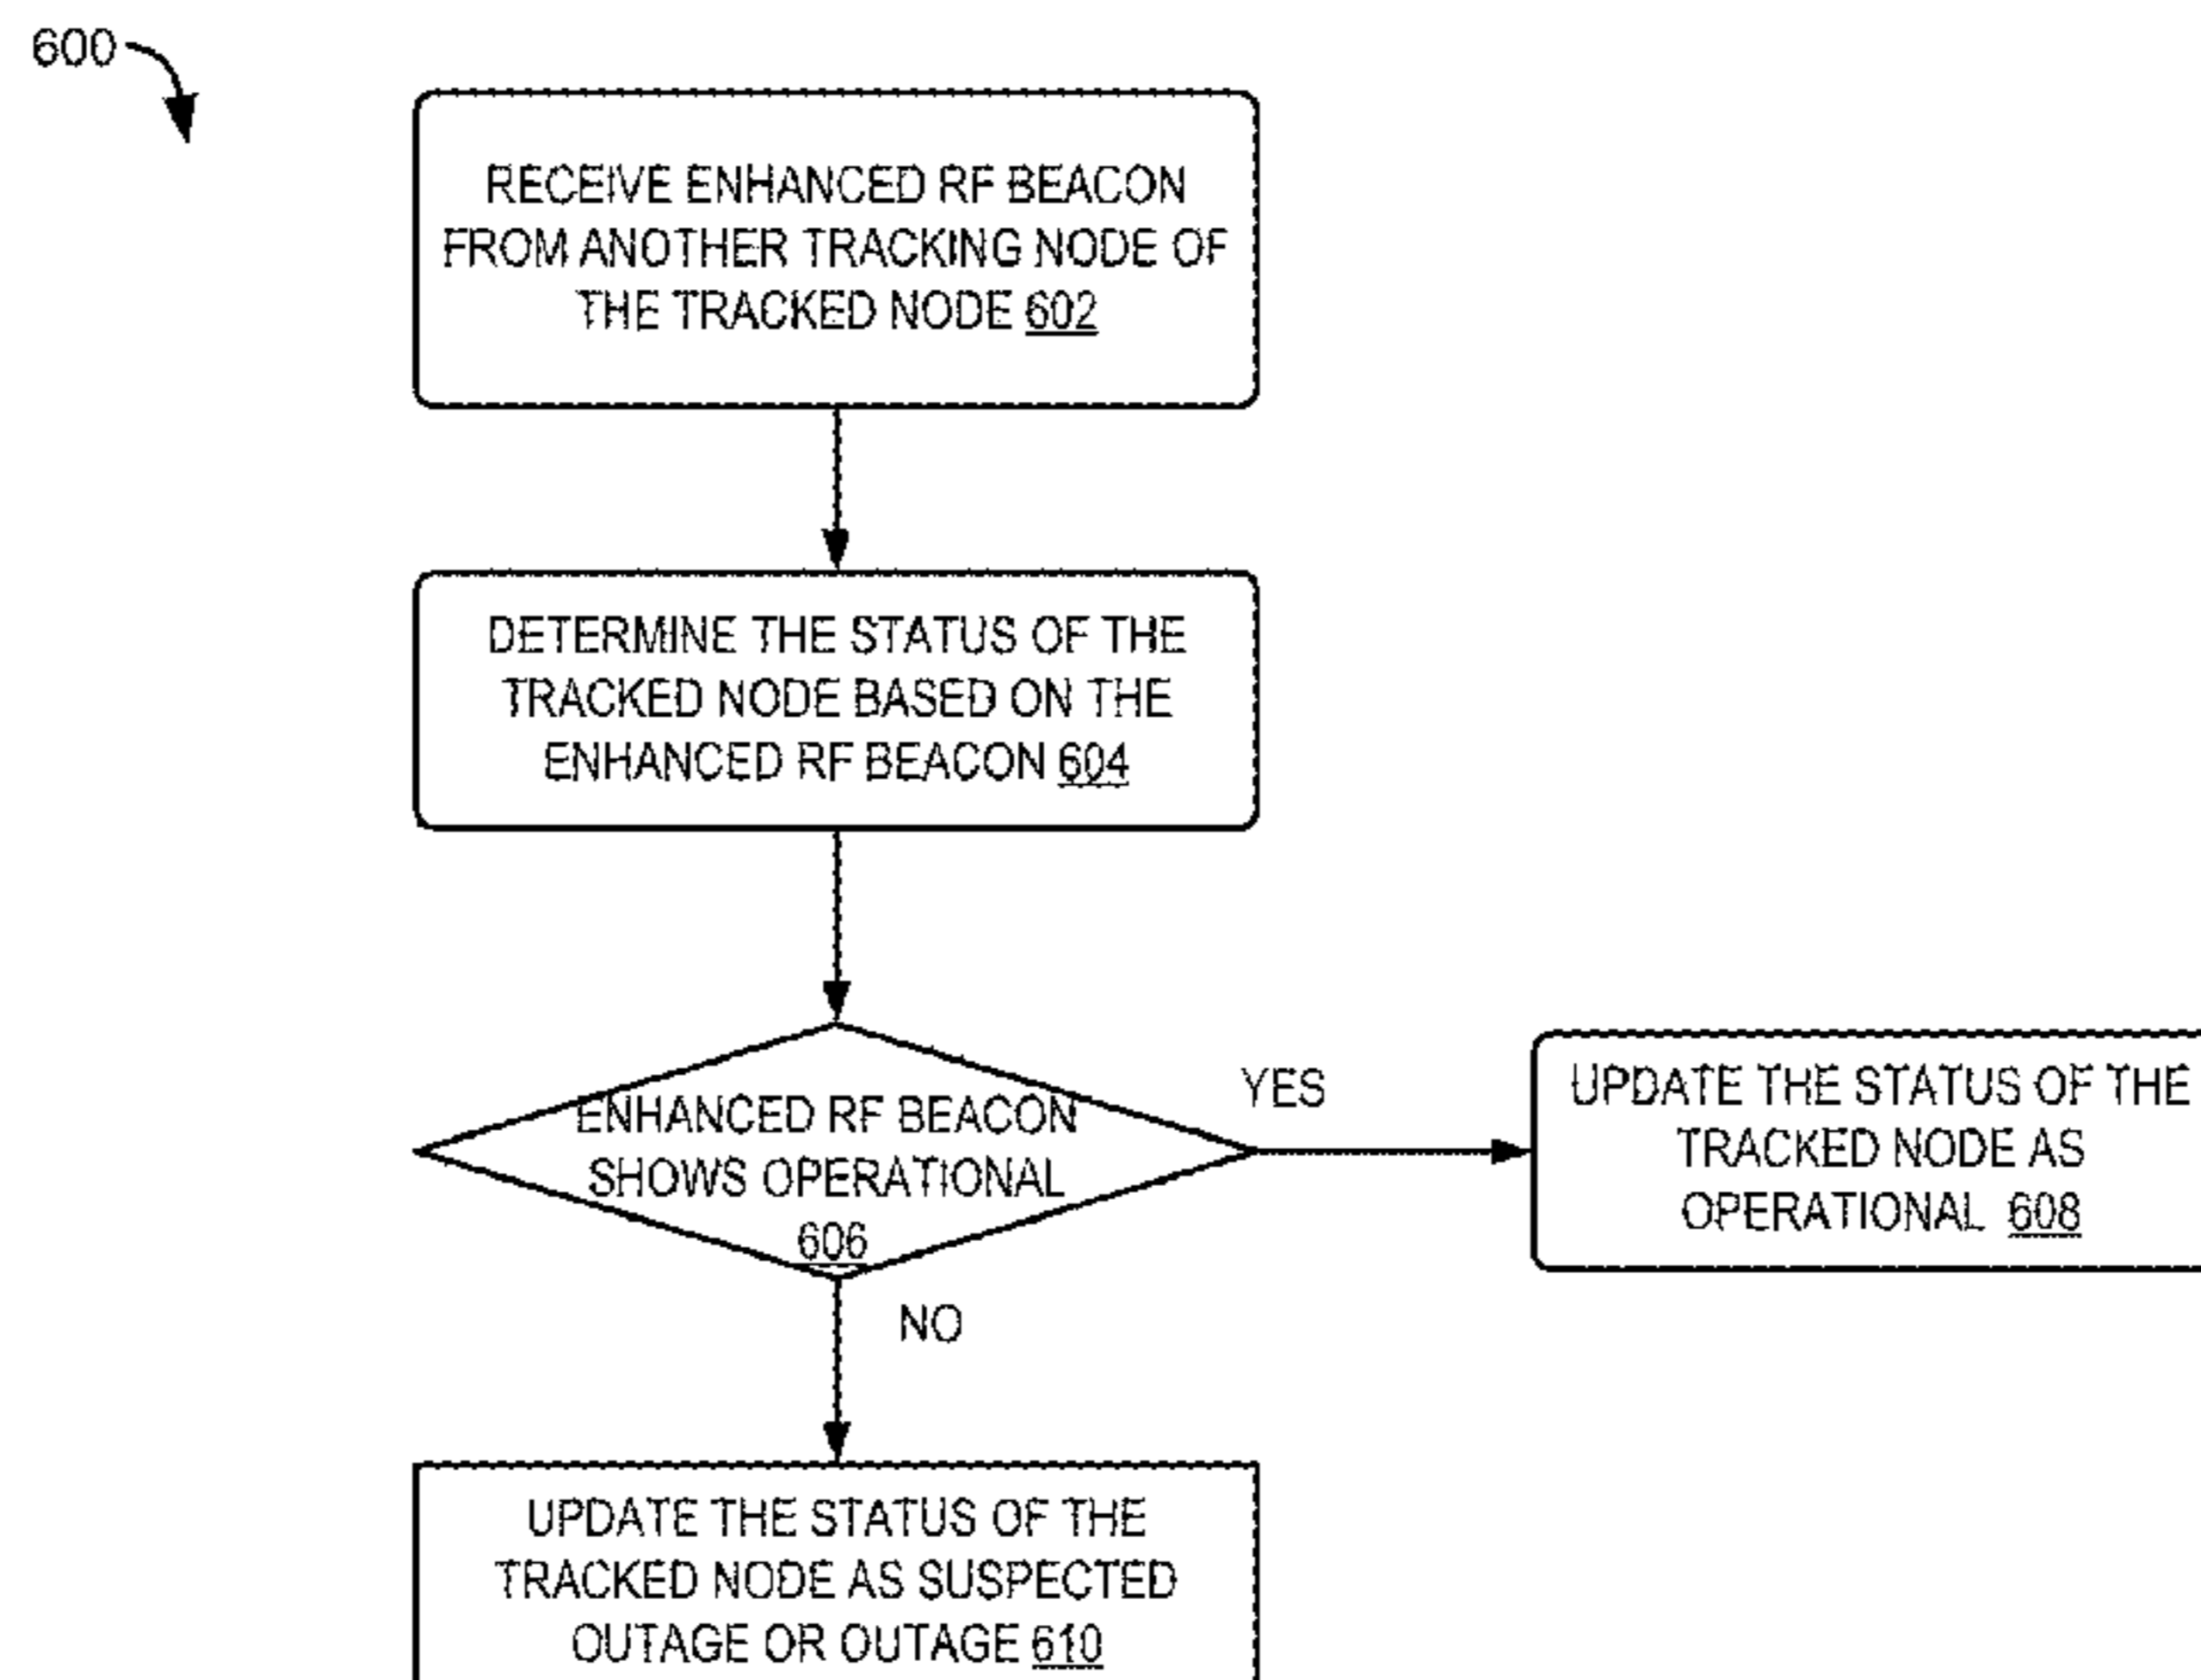 600
RECEIVE ENHANCED RF BEACON
FROM ANOTHER TRACKING NODE OF
THE TRACKED NODE 602
DETERMINE THE STATUS OF THE
TRACKED NODE BASED ON THE
ENHANCED RF BEACON 604
ENHANCED RF BEACON
SHOWS OPERATIONAL
606
YES
UPDATE THE STATUS OF THE
TRACKED NODE AS
OPERATIONAL 608
NO
UPDATE THE STATUS OF THE
TRACKED NODE AS SUSPECTED
OUTAGE OR OUTAGE 610